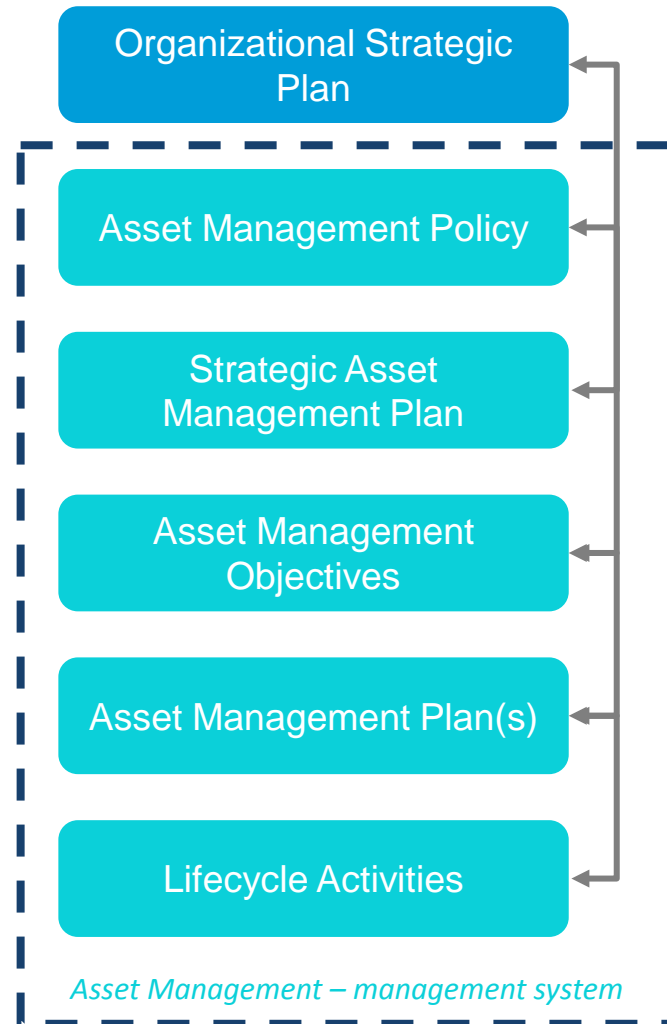 Organizational Strategic
Plan
Asset Management Policy
Strategic Asset
Management Plan
Asset Management
Objectives
Asset Management Plan(s)
Lifecycle Activities
Asset Management – management system